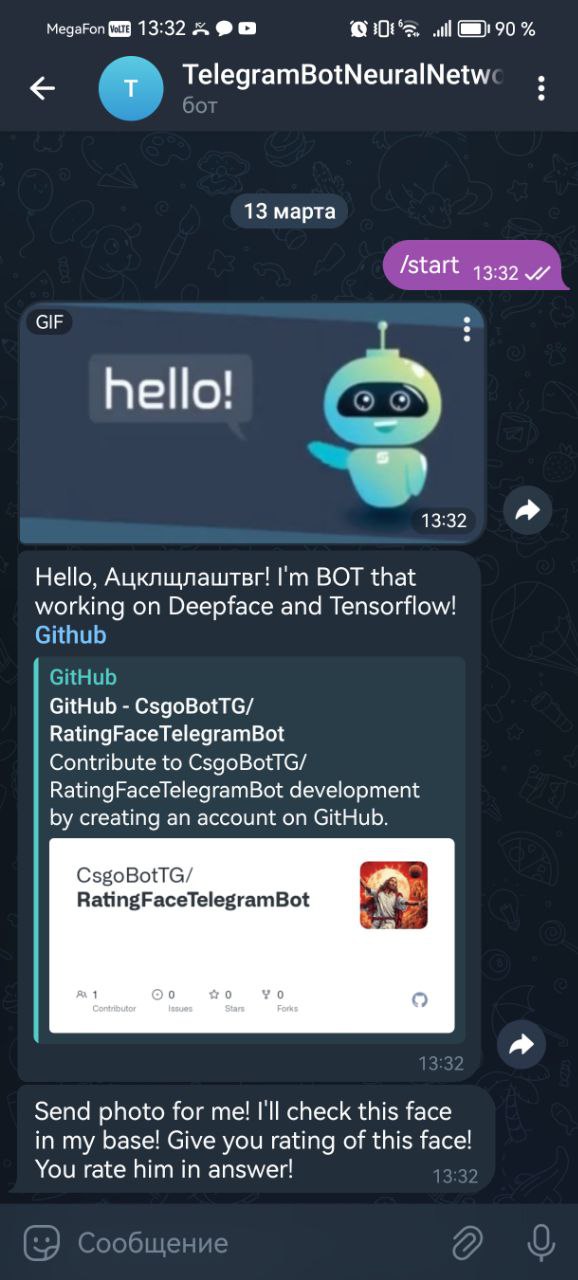 MegaFon VoLTE 13:32 6 90 %
T
TelegramBotNeuralNetwo
бот
13 марта
/start 13:32
GIF
hello!
13:32
Hello, Ацклщлаштвг! I'm BOT that
working on Deepface and Tensorflow!
Github
GitHub
GitHub - CsgoBotTG/
RatingFaceTelegramBot
Contribute to CsgoBotTG/
RatingFaceTelegramBot development
by creating an account on GitHub.
CsgoBotTG/
RatingFaceTelegramBot
1 0 0 0
Contributor Issues Stars Forks
13:32
Send photo for me! I'll check this face
in my base! Give you rating of this face!
You rate him in answer!
13:32
Сообщение